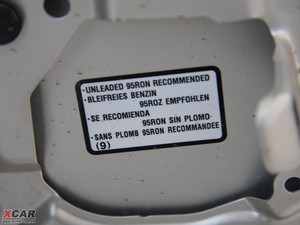 ·UNLEADED 95RON RECOMMENDED
·BLEIFREIES BENZIN
95ROZ EMPFOHLEN
·SE RECOMIENDA
95RON SIN PLOMO
·SANS PLOMB 95RON RECOMMANDEE
(9)
XCAR